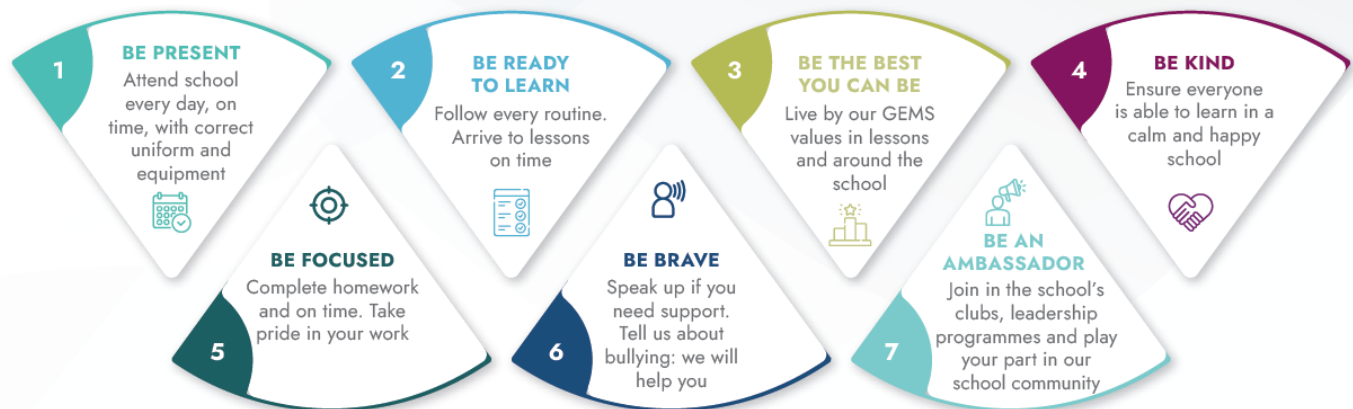 1
BE PRESENT
Attend school
every day, on
time, with correct
uniform and
equipment
2
BE READY
TO LEARN
Follow every routine.
Arrive to lessons
on time
3
BE THE BEST
YOU CAN BE
Live by our GEMS
values in lessons
and around the
school
4
BE KIND
Ensure everyone
is able to learn in a
calm and happy
school
5
BE FOCUSED
Complete homework
and on time. Take
pride in your work
6
BE BRAVE
Speak up if you
need support.
Tell us about
bullying: we will
help you
7
BE AN
AMBASSADOR
Join in the school's
clubs, leadership
programmes and play
your part in our
school community